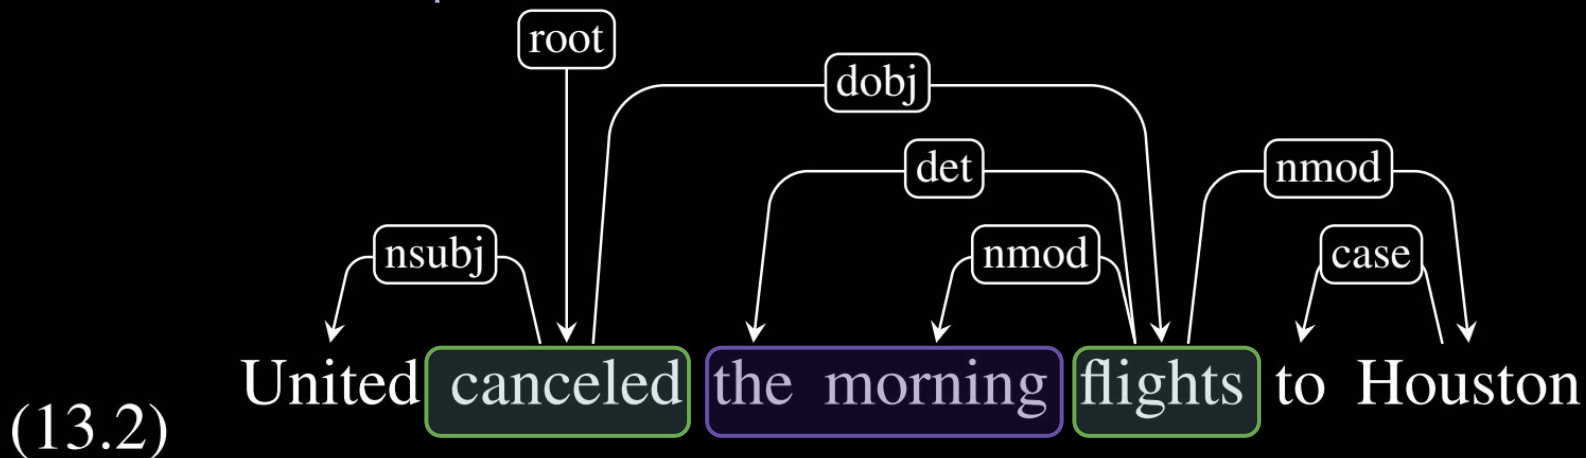 root
dobj
det
nmod
nsubj
nmod
case
United canceled the morning flights to Houston
(13.2)